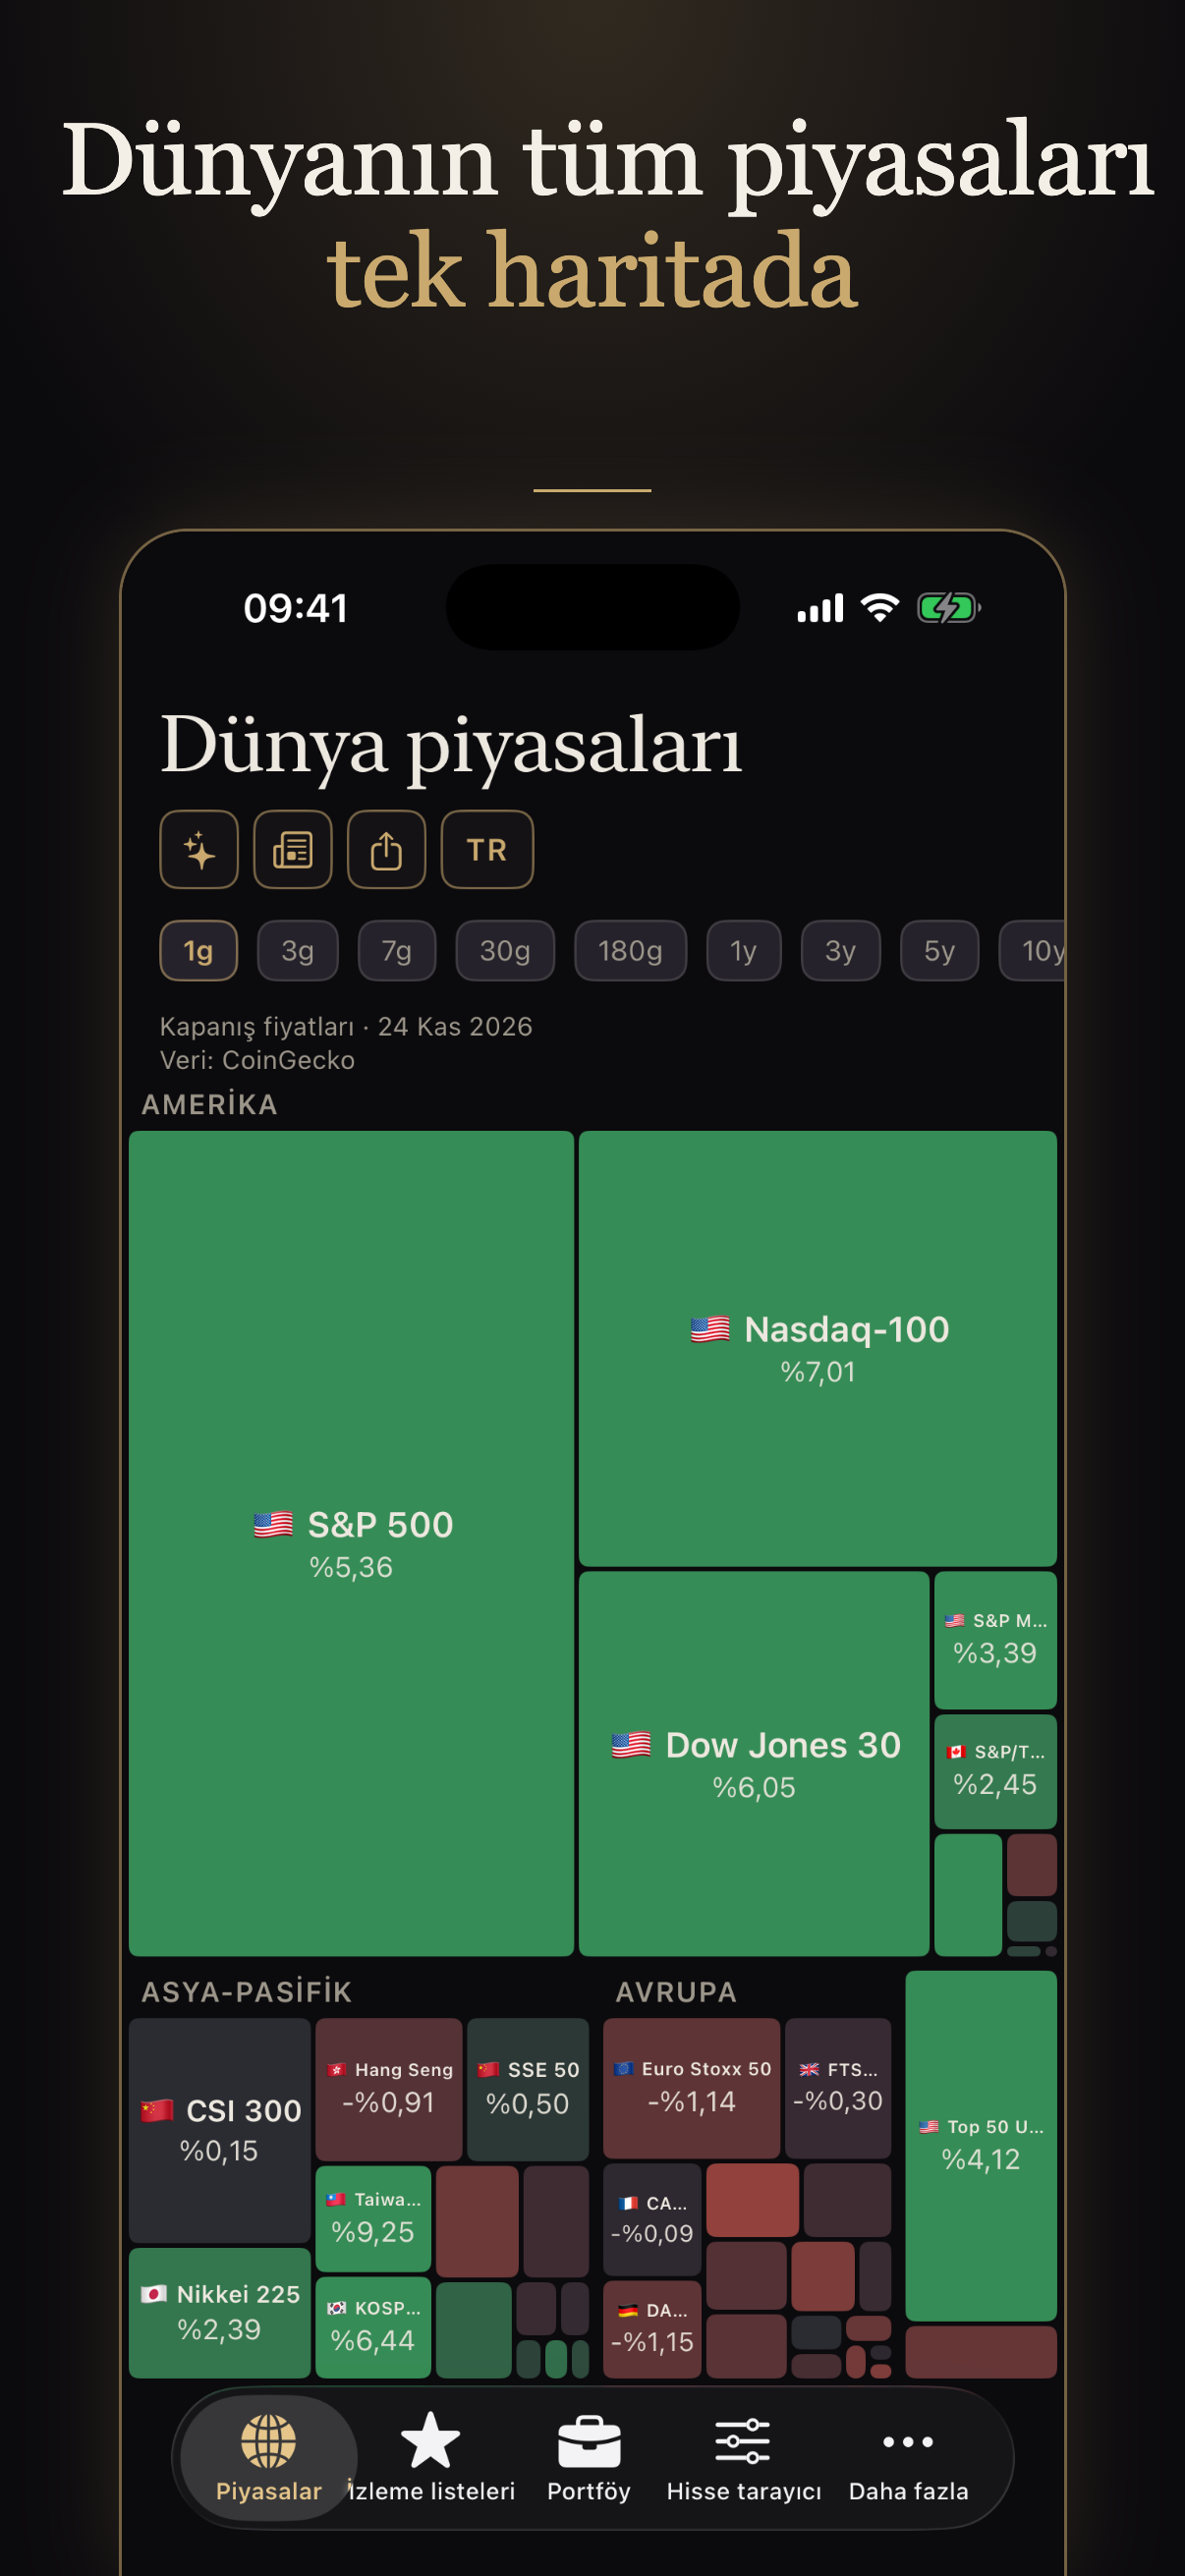 Dünyanın tüm piyasaları
tek haritada
09:41
Dünya piyasaları
TR
1g 3g 7g 30g 180g 1y 3y 5y 10y
Kapanış fiyatları · 24 Kas 2026
Veri: CoinGecko
AMERİKA
S&P 500
%5,36
Nasdaq-100
%7,01
Dow Jones 30
%6,05
S&P M...
%3,39
S&P/T...
%2,45
ASYA-PASİFİK
CSI 300
%0,15
Hang Seng
-%0,91
SSE 50
%0,50
Taiwa...
%9,25
Nikkei 225
%2,39
KOSP...
%6,44
AVRUPA
Euro Stoxx 50
-%1,14
FTS...
-%0,30
CA...
-%0,09
DA...
-%1,15
Top 50 U...
%4,12
Piyasalar İzleme listeleri Portföy Hisse tarayıcı Daha fazla